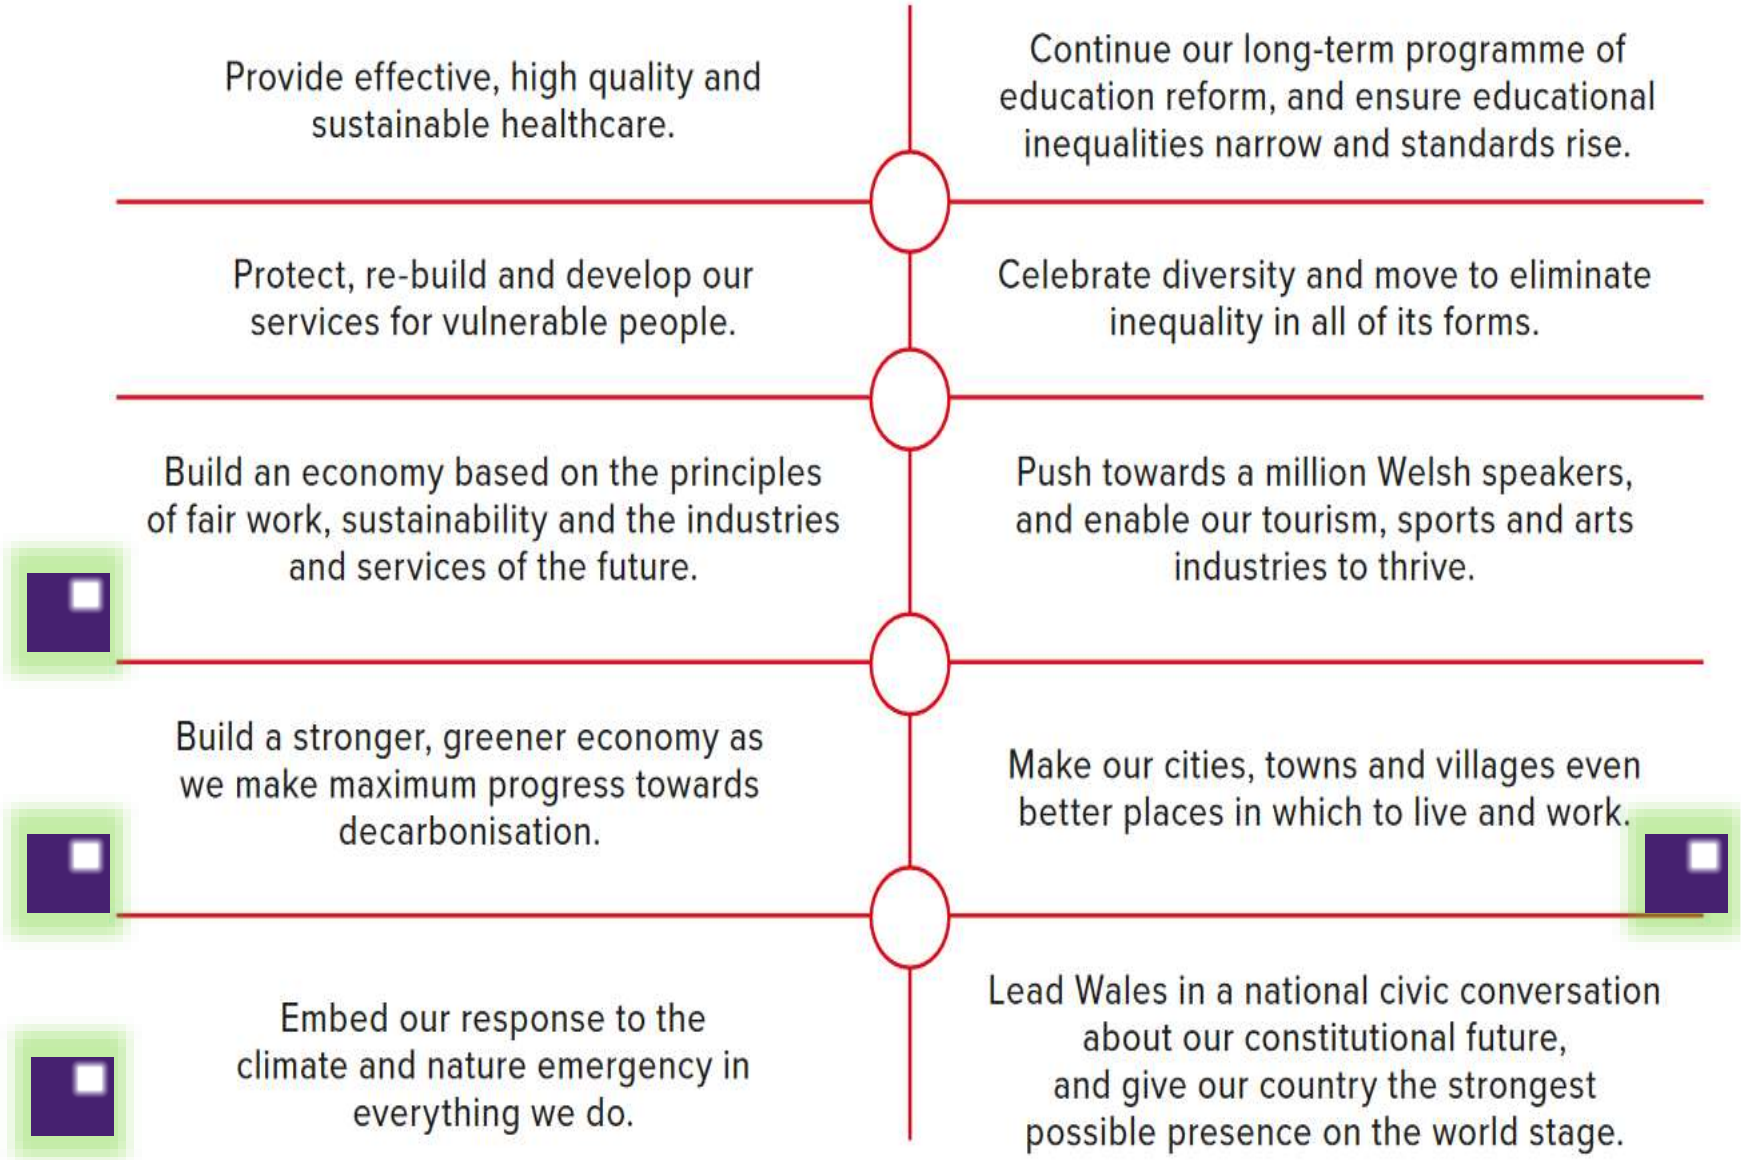 Provide effective, high quality and
sustainable healthcare.
Continue our long-term programme of
education reform, and ensure educational
inequalities narrow and standards rise.
Protect, re-build and develop our
services for vulnerable people.
Celebrate diversity and move to eliminate
inequality in all of its forms.
Build an economy based on the principles
of fair work, sustainability and the industries
and services of the future.
Push towards a million Welsh speakers,
and enable our tourism, sports and arts
industries to thrive.
Build a stronger, greener economy as
we make maximum progress towards
decarbonisation.
Make our cities, towns and villages even
better places in which to live and work.
Embed our response to the
climate and nature emergency in
everything we do.
Lead Wales in a national civic conversation
about our constitutional future,
and give our country the strongest
possible presence on the world stage.